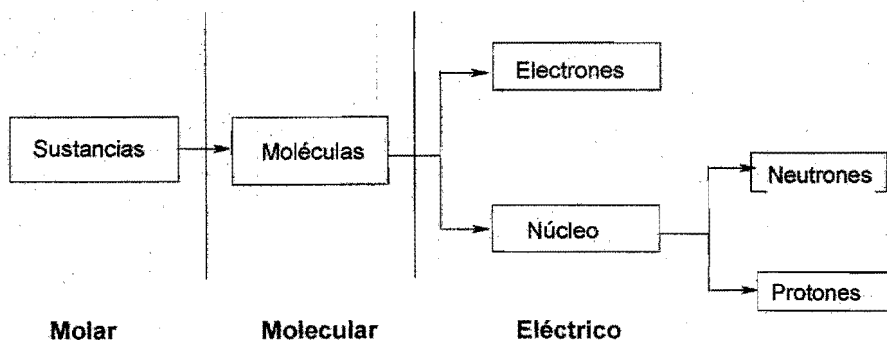 Electrones
Sustancias
Moléculas
Neutrones
Núcleo
Protones
Molar
Molecular
Eléctrico